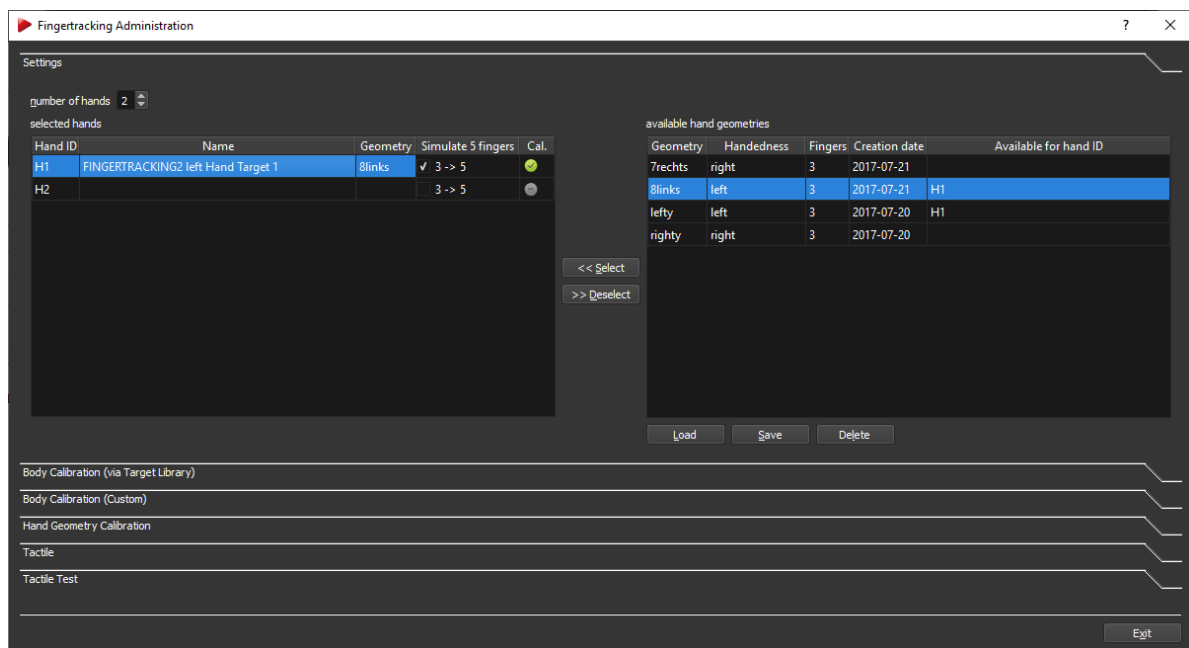 Fingertracking Administration ?
Settings
number of hands 2
selected hands
available hand geometries
Hand ID Name Geometry Simulate 5 fingers Cal.
H1 FINGERTRACKING2 left Hand Target 1 8links 3 -> 5
H2 3 -> 5
Geometry Handedness Fingers Creation date Available for hand ID
7rechts right 3 2017-07-21
8links left 3 2017-07-21 H1
lefty left 3 2017-07-20 H1
righty right 3 2017-07-20
<< Select
>> Deselect
Load Save Delete
Body Calibration (via Target Library)
Body Calibration (Custom)
Hand Geometry Calibration
Tactile
Tactile Test
Exit